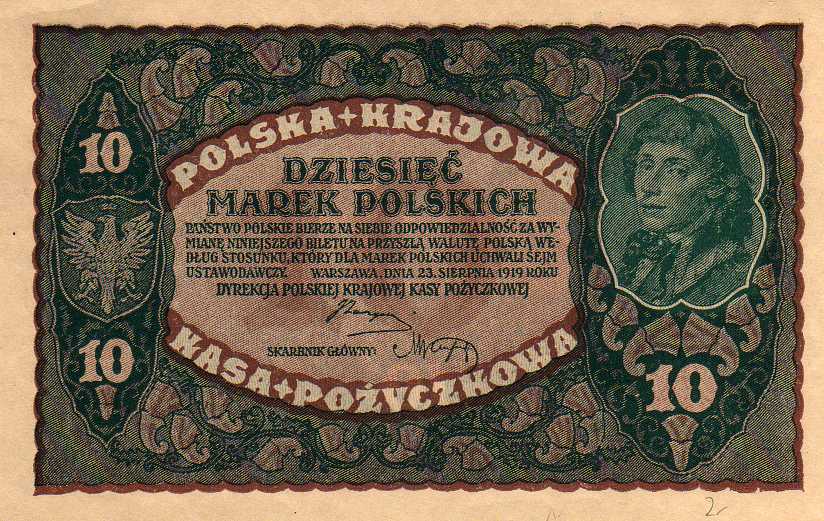 POLSKA+KRAJOWA
DZIESIĘĆ
MAREK POLSKICH
PAŃSTWO POLSKIE BIERZE NA SIEBIE ODPOWIEDZIALNOŚĆ ZA WY-
MIANĘ NINIEJSZEGO BILETU NA PRZYSZŁĄ WALUTĘ POLSKĄ WE-
DŁUG STOSUNKU, KTÓRY DLA MAREK POLSKICH UCHWALI SEJM
USTAWODAWCZY. WARSZAWA, DNIA 23. SIERPNIA 1919 ROKU
DYREKCJA POLSKIEJ KRAJOWEJ KASY POŻYCZKOWEJ
SKARBNIK GŁÓWNY:
KASA+POŻYCZKOWA
10
10
10
2